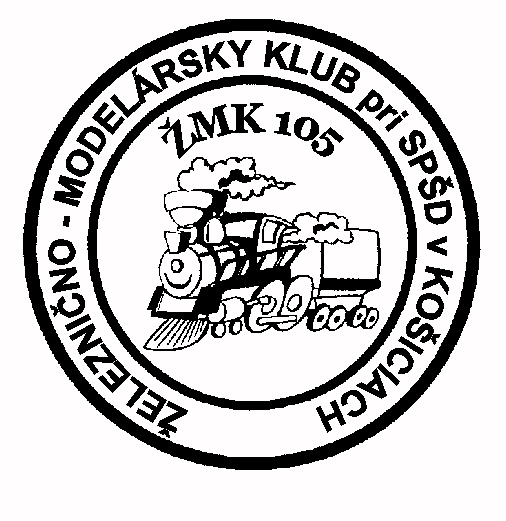 ŽELEZNIČNO - MODELÁRSKY KLUB pri SPŠD v KOŠICIACH
ŽMK 105